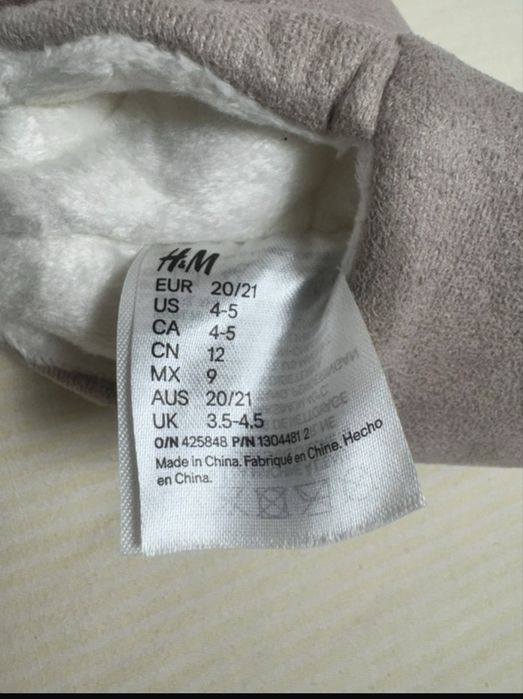 H&M
EUR 20/21
US 4-5
CA 4-5
CN 12
MX 9
AUS 20/21
UK 3.5-4.5
O/N 425848 P/N 1304481 2
Made in China. Fabriqué en Chine. Hecho
en China.